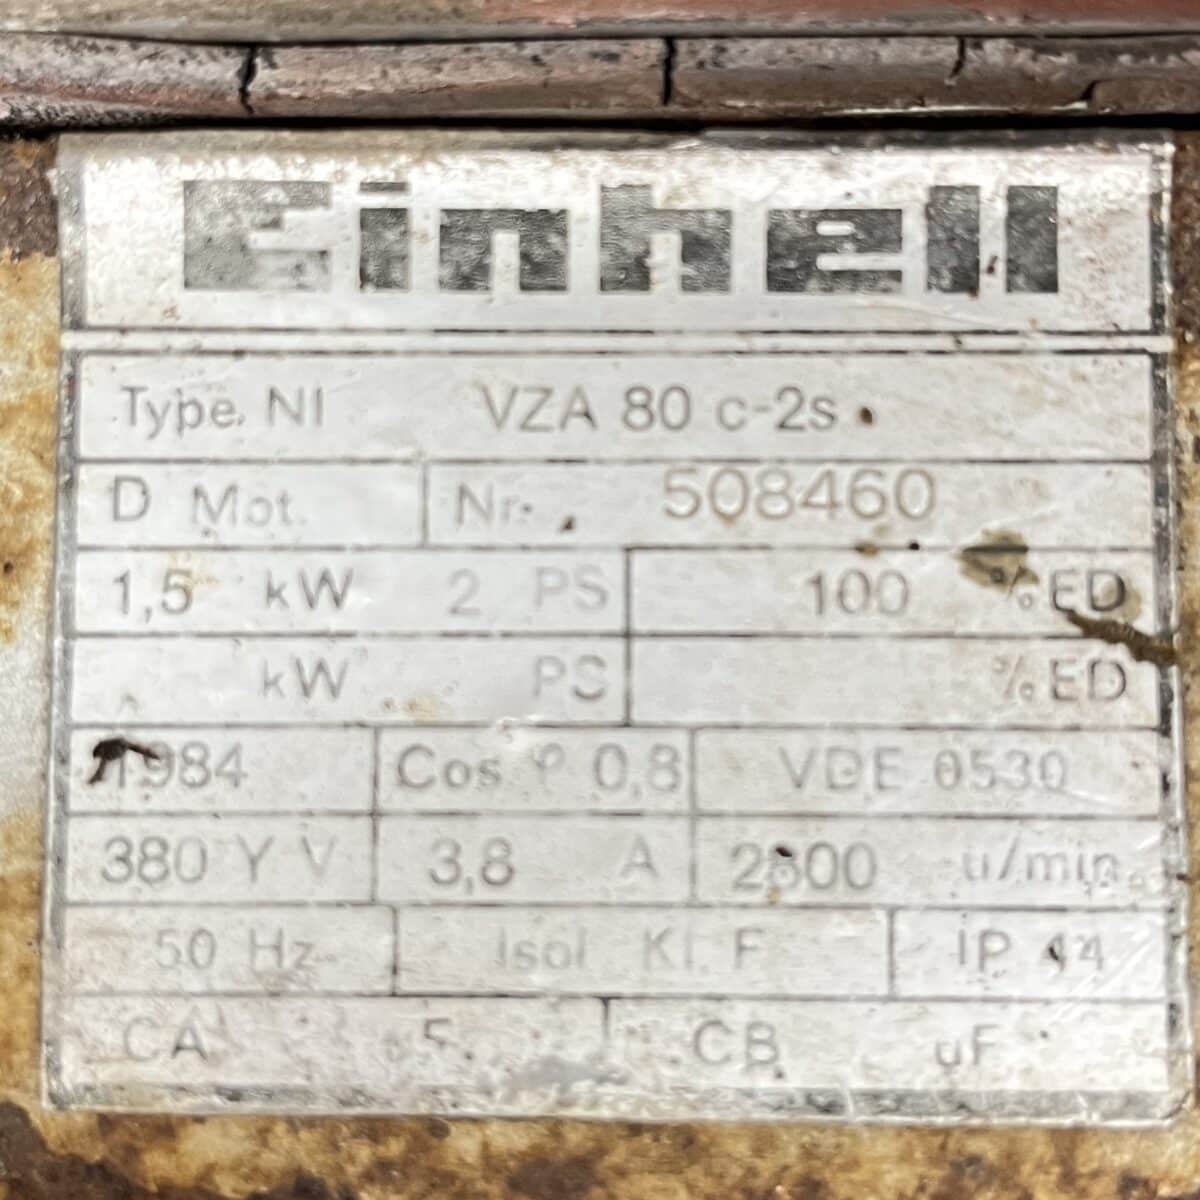 Einhell
Type. NI VZA 80 c-2s
D Mot. Nr. 508460
1,5 kW 2 PS 100 % ED
kW PS % ED
1984 Cos φ 0,8 VDE 0530
380 Y V 3,8 A 2800 u/min.
50 Hz Isol Kl. F IP 44
CA CB uF